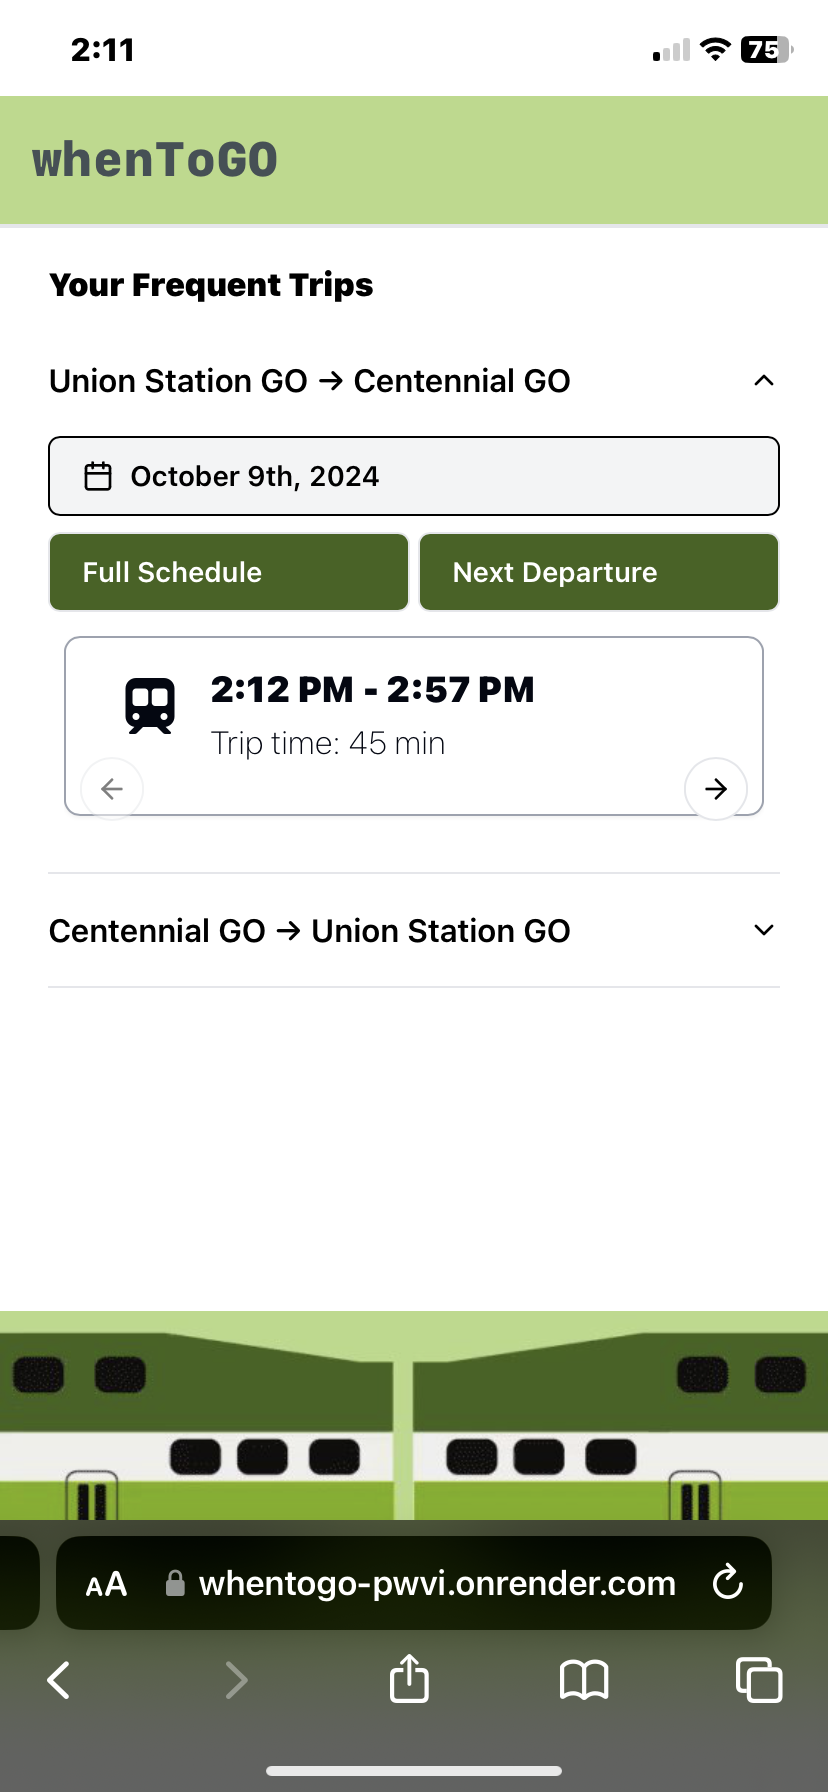 2:11
75
whenToGO
Your Frequent Trips
Union Station GO → Centennial GO
October 9th, 2024
Full Schedule
Next Departure
2:12 PM - 2:57 PM
Trip time: 45 min
Centennial GO → Union Station GO
AA whentogo-pwvi.onrender.com